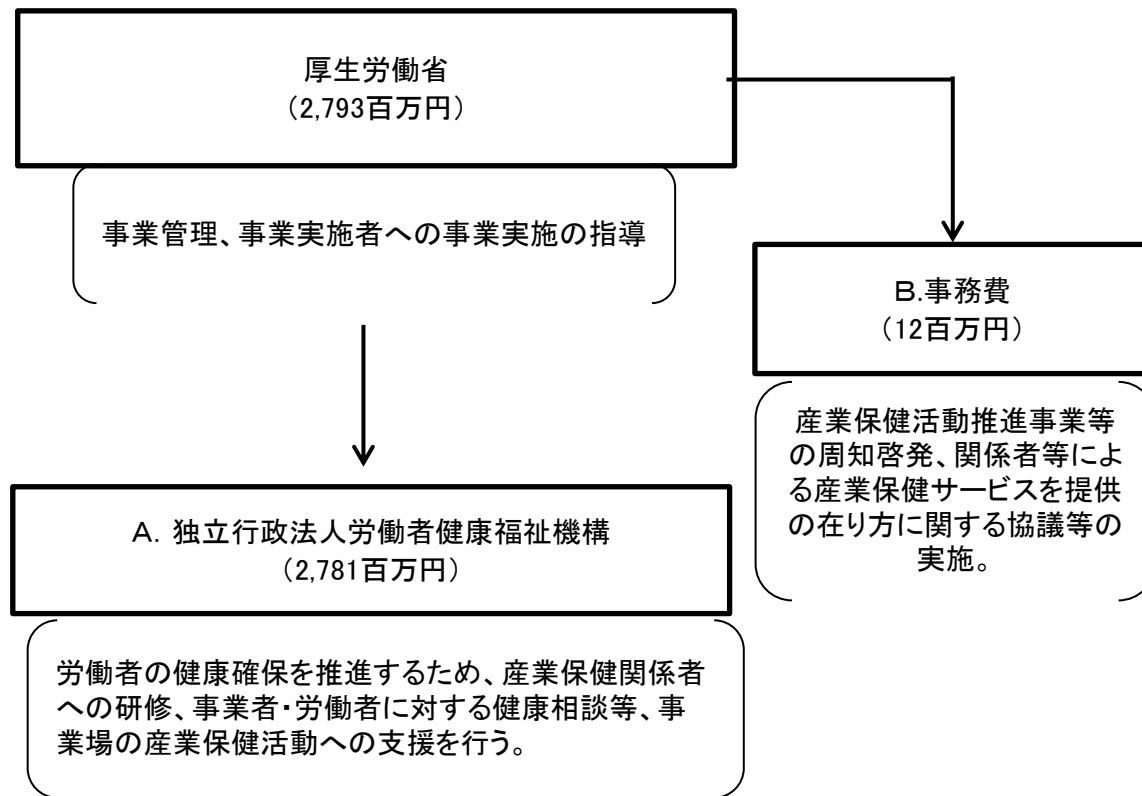 厚生労働省
（2,793百万円）
事業管理、事業実施者への事業実施の指導
B.事務費
（12百万円）
産業保健活動推進事業等
の周知啓発、関係者等によ
る産業保健サービスを提供
の在り方に関する協議等の
実施。
A．独立行政法人労働者健康福祉機構
（2,781百万円）
労働者の健康確保を推進するため、産業保健関係者
への研修、事業者・労働者に対する健康相談等、事
業場の産業保健活動への支援を行う。